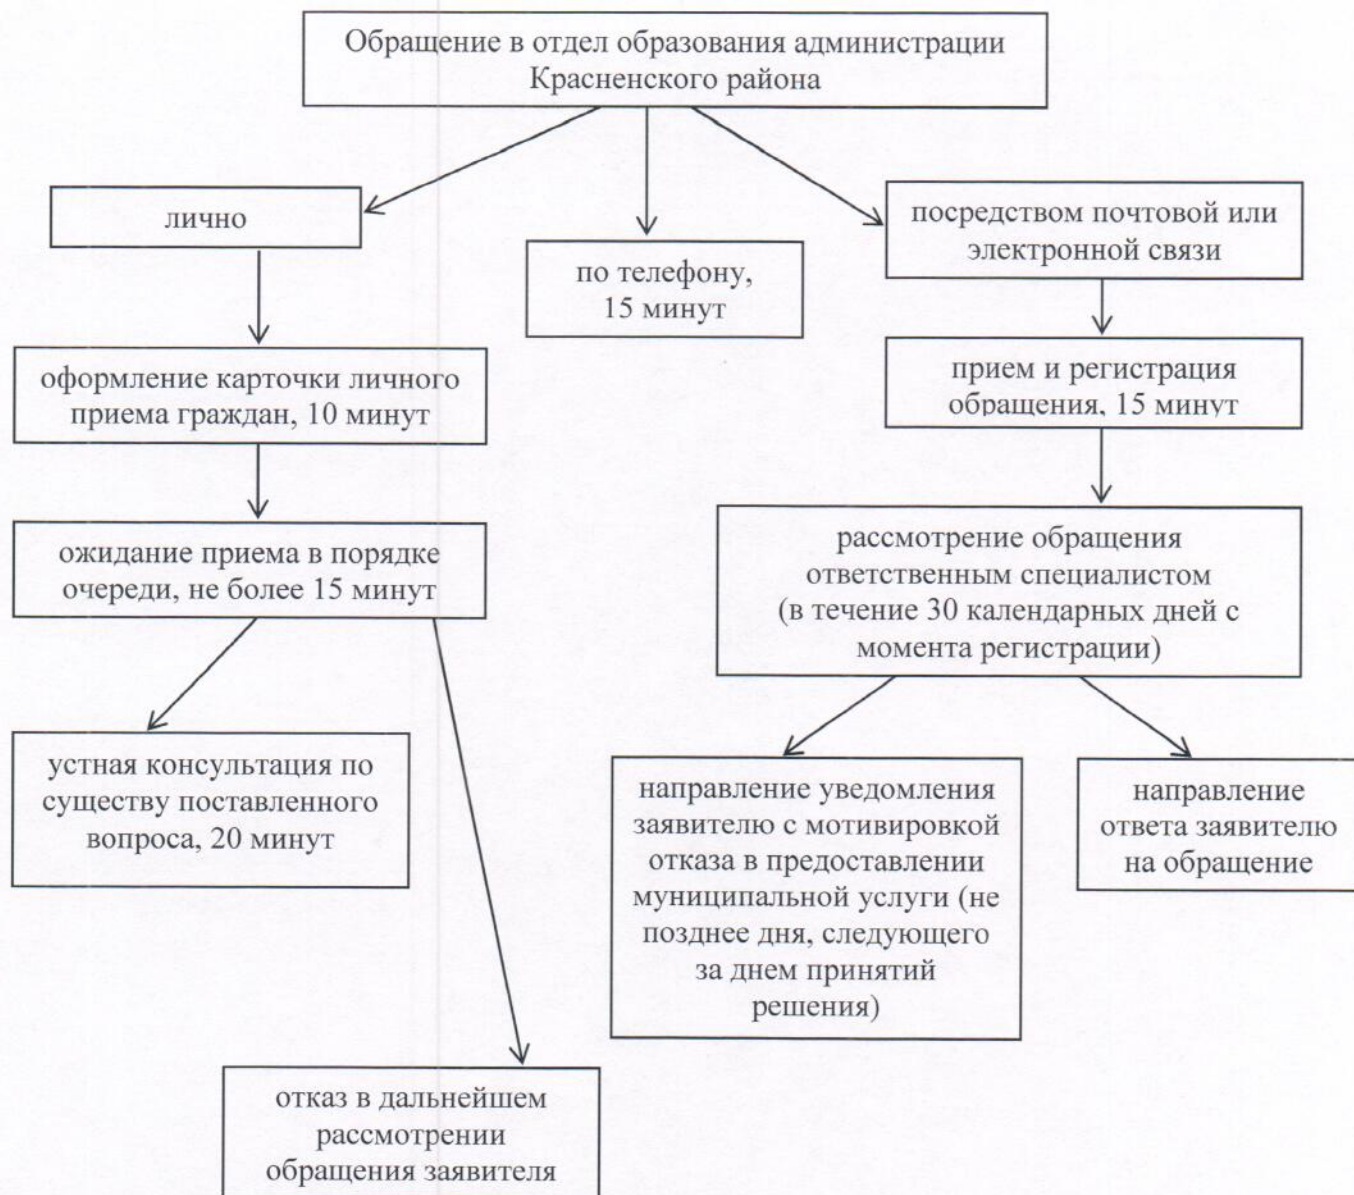 Обращение в отдел образования администрации
Красненского района
лично
по телефону,
15 минут
посредством почтовой или
электронной связи
оформление карточки личного
приема граждан, 10 минут
прием и регистрация
обращения, 15 минут
ожидание приема в порядке
очереди, не более 15 минут
рассмотрение обращения
ответственным специалистом
(в течение 30 календарных дней с
момента регистрации)
устная консультация по
существу поставленного
вопроса, 20 минут
направление уведомления
заявителю с мотивировкой
отказа в предоставлении
муниципальной услуги (не
позднее дня, следующего
за днем принятий
решения)
направление
ответа заявителю
на обращение
отказ в дальнейшем
рассмотрении
обращения заявителя